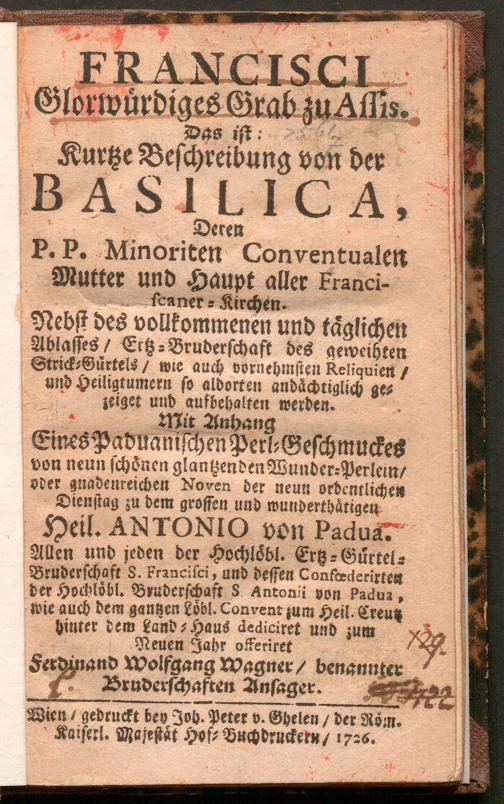 FRANCISCI
Glorwürdiges Grab zu Assis.
Das ist:
Kurtze Beschreibung von der
BASILICA,
Deren
P. P. Minoriten Conventualen
Mutter und Haupt aller Franci-
scaner-Kirchen.
Nebst des vollkommenen und täglichen
Ablasses / Ertz-Bruderschaft des geweihten
Strick-Gürtels / wie auch vornehmsten Reliquien /
und Heiligtumern so aldorten andächtiglich ge-
zeiget und aufbehalten werden.
Mit Anhang
Eines Paduanischen Perl-Geschmuckes
von neun schönen glantzenden Wunder-Perlein /
oder gnadenreichen Noven der neun ordentlichen
Dienstag zu dem grossen und wunderthätigen
Heil. ANTONIO von Padua.
Allen und jeden der Hochlöbl. Ertz-Gürtel-
Bruderschaft S. Francisci, und dessen Confœderirten
der Hochlöbl. Bruderschaft S. Antonii von Padua,
wie auch dem gantzen Löbl. Convent zum Heil. Creutz
hinter dem Land-Haus dediciret und zum
Neuen Jahr offeriret
Ferdinand Wolfgang Wagner / benannter
Bruderschaften Ansager.
Wien / gedruckt bey Joh. Peter v. Ghelen / der Röm.
Kaiserl. Majestät Hof-Buchdruckern / 1726.